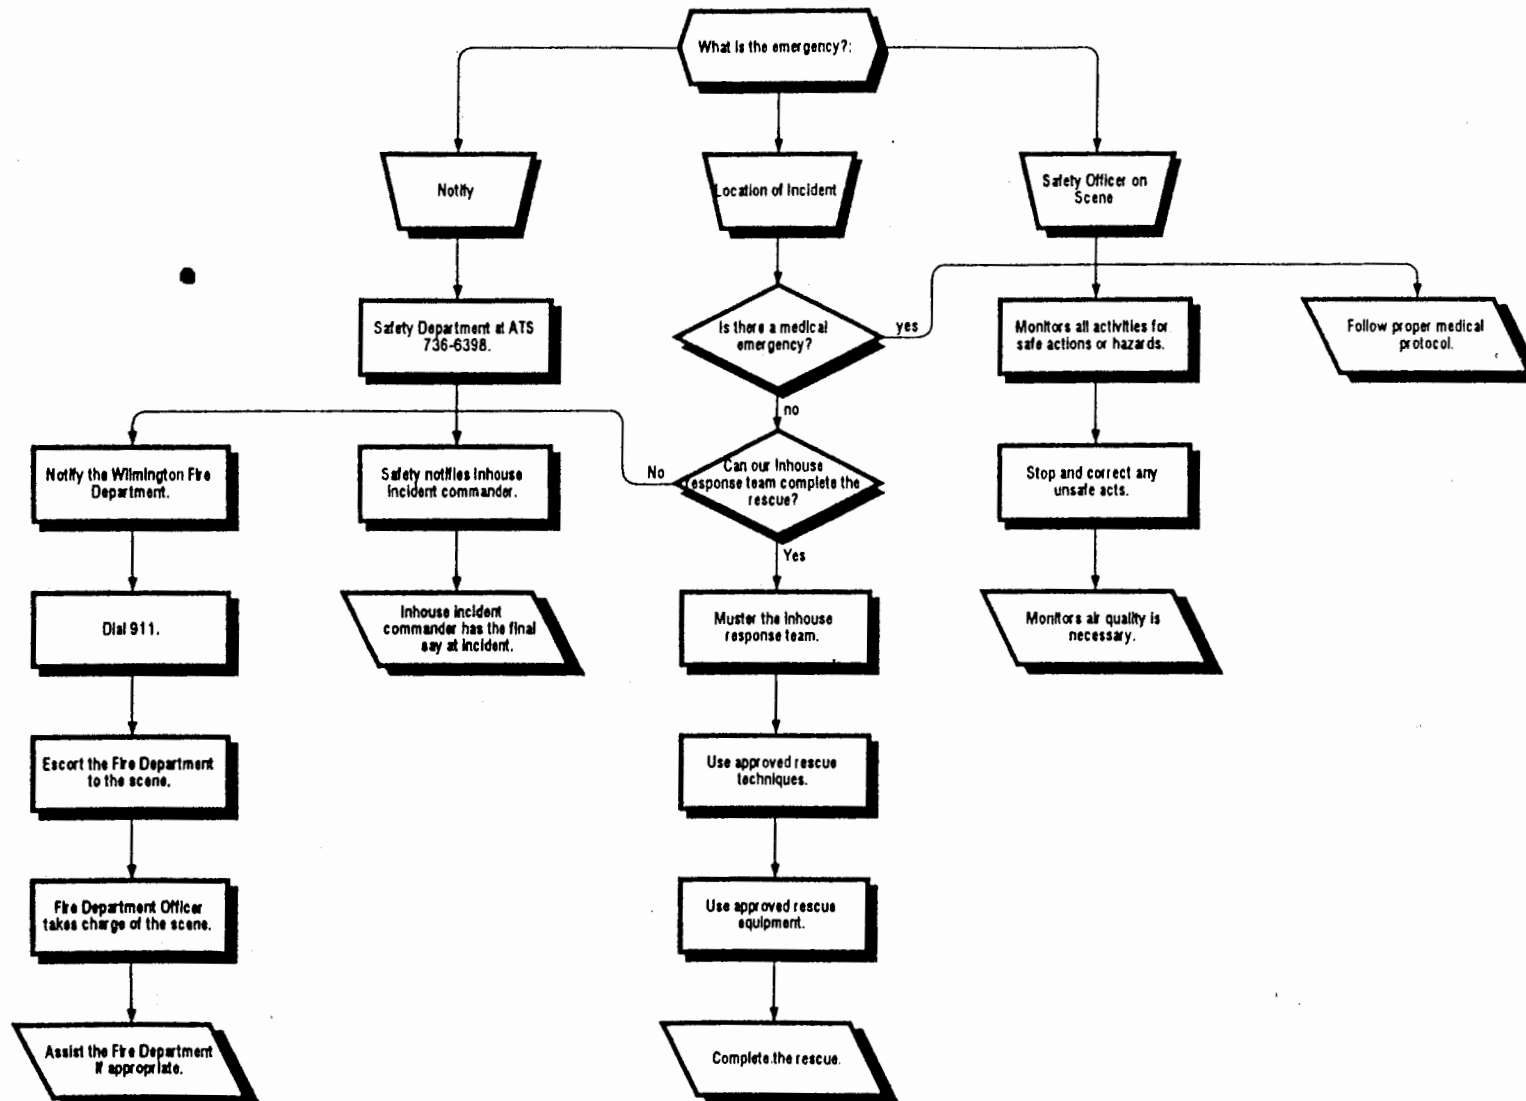 What is the emergency?:
Notify
Location of Incident
Safety Officer on
Scene
Safety Department at ATS
736-6398.
Is there a medical
emergency?
yes
Monitors all activities for
safe actions or hazards.
Follow proper medical
protocol.
no
Notify the Wilmington Fire
Department.
Safety notifies Inhouse
Incident commander.
No
Can our Inhouse
response team complete the
rescue?
Stop and correct any
unsafe acts.
Yes
Dial 911.
Inhouse incident
commander has the final
say at incident.
Muster the Inhouse
response team.
Monitors air quality is
necessary.
Escort the Fire Department
to the scene.
Use approved rescue
techniques.
Fire Department Officer
takes charge of the scene.
Use approved rescue
equipment.
Assist the Fire Department
if appropriate.
Complete the rescue.